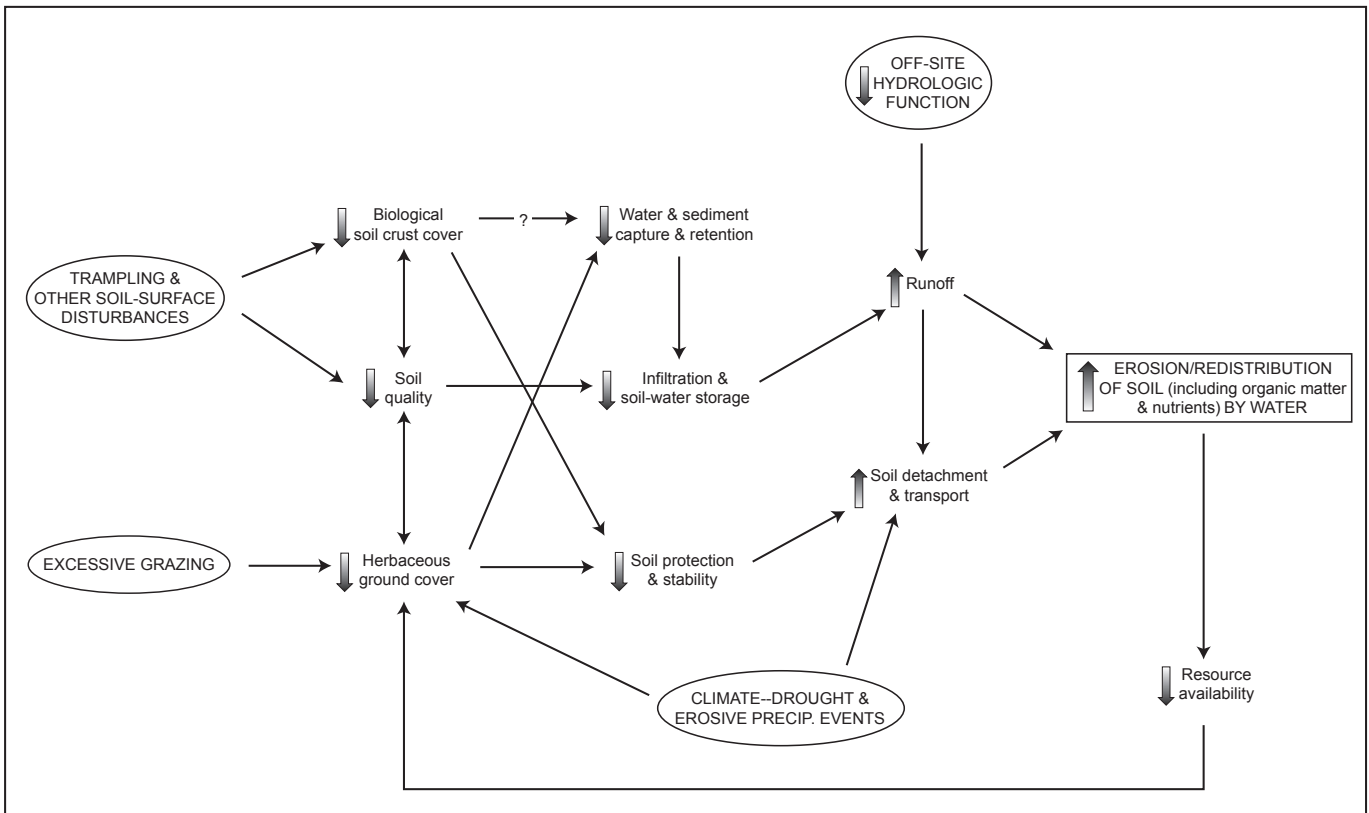 OFF-SITE
HYDROLOGIC
FUNCTION
Biological
soil crust cover
?
Water & sediment
capture & retention
TRAMPLING &
OTHER SOIL-SURFACE
DISTURBANCES
Runoff
Soil
quality
Infiltration &
soil-water storage
EROSION/REDISTRIBUTION
OF SOIL (including organic matter
& nutrients) BY WATER
Soil detachment
& transport
EXCESSIVE GRAZING
Herbaceous
ground cover
Soil protection
& stability
CLIMATE--DROUGHT &
EROSIVE PRECIP. EVENTS
Resource
availability